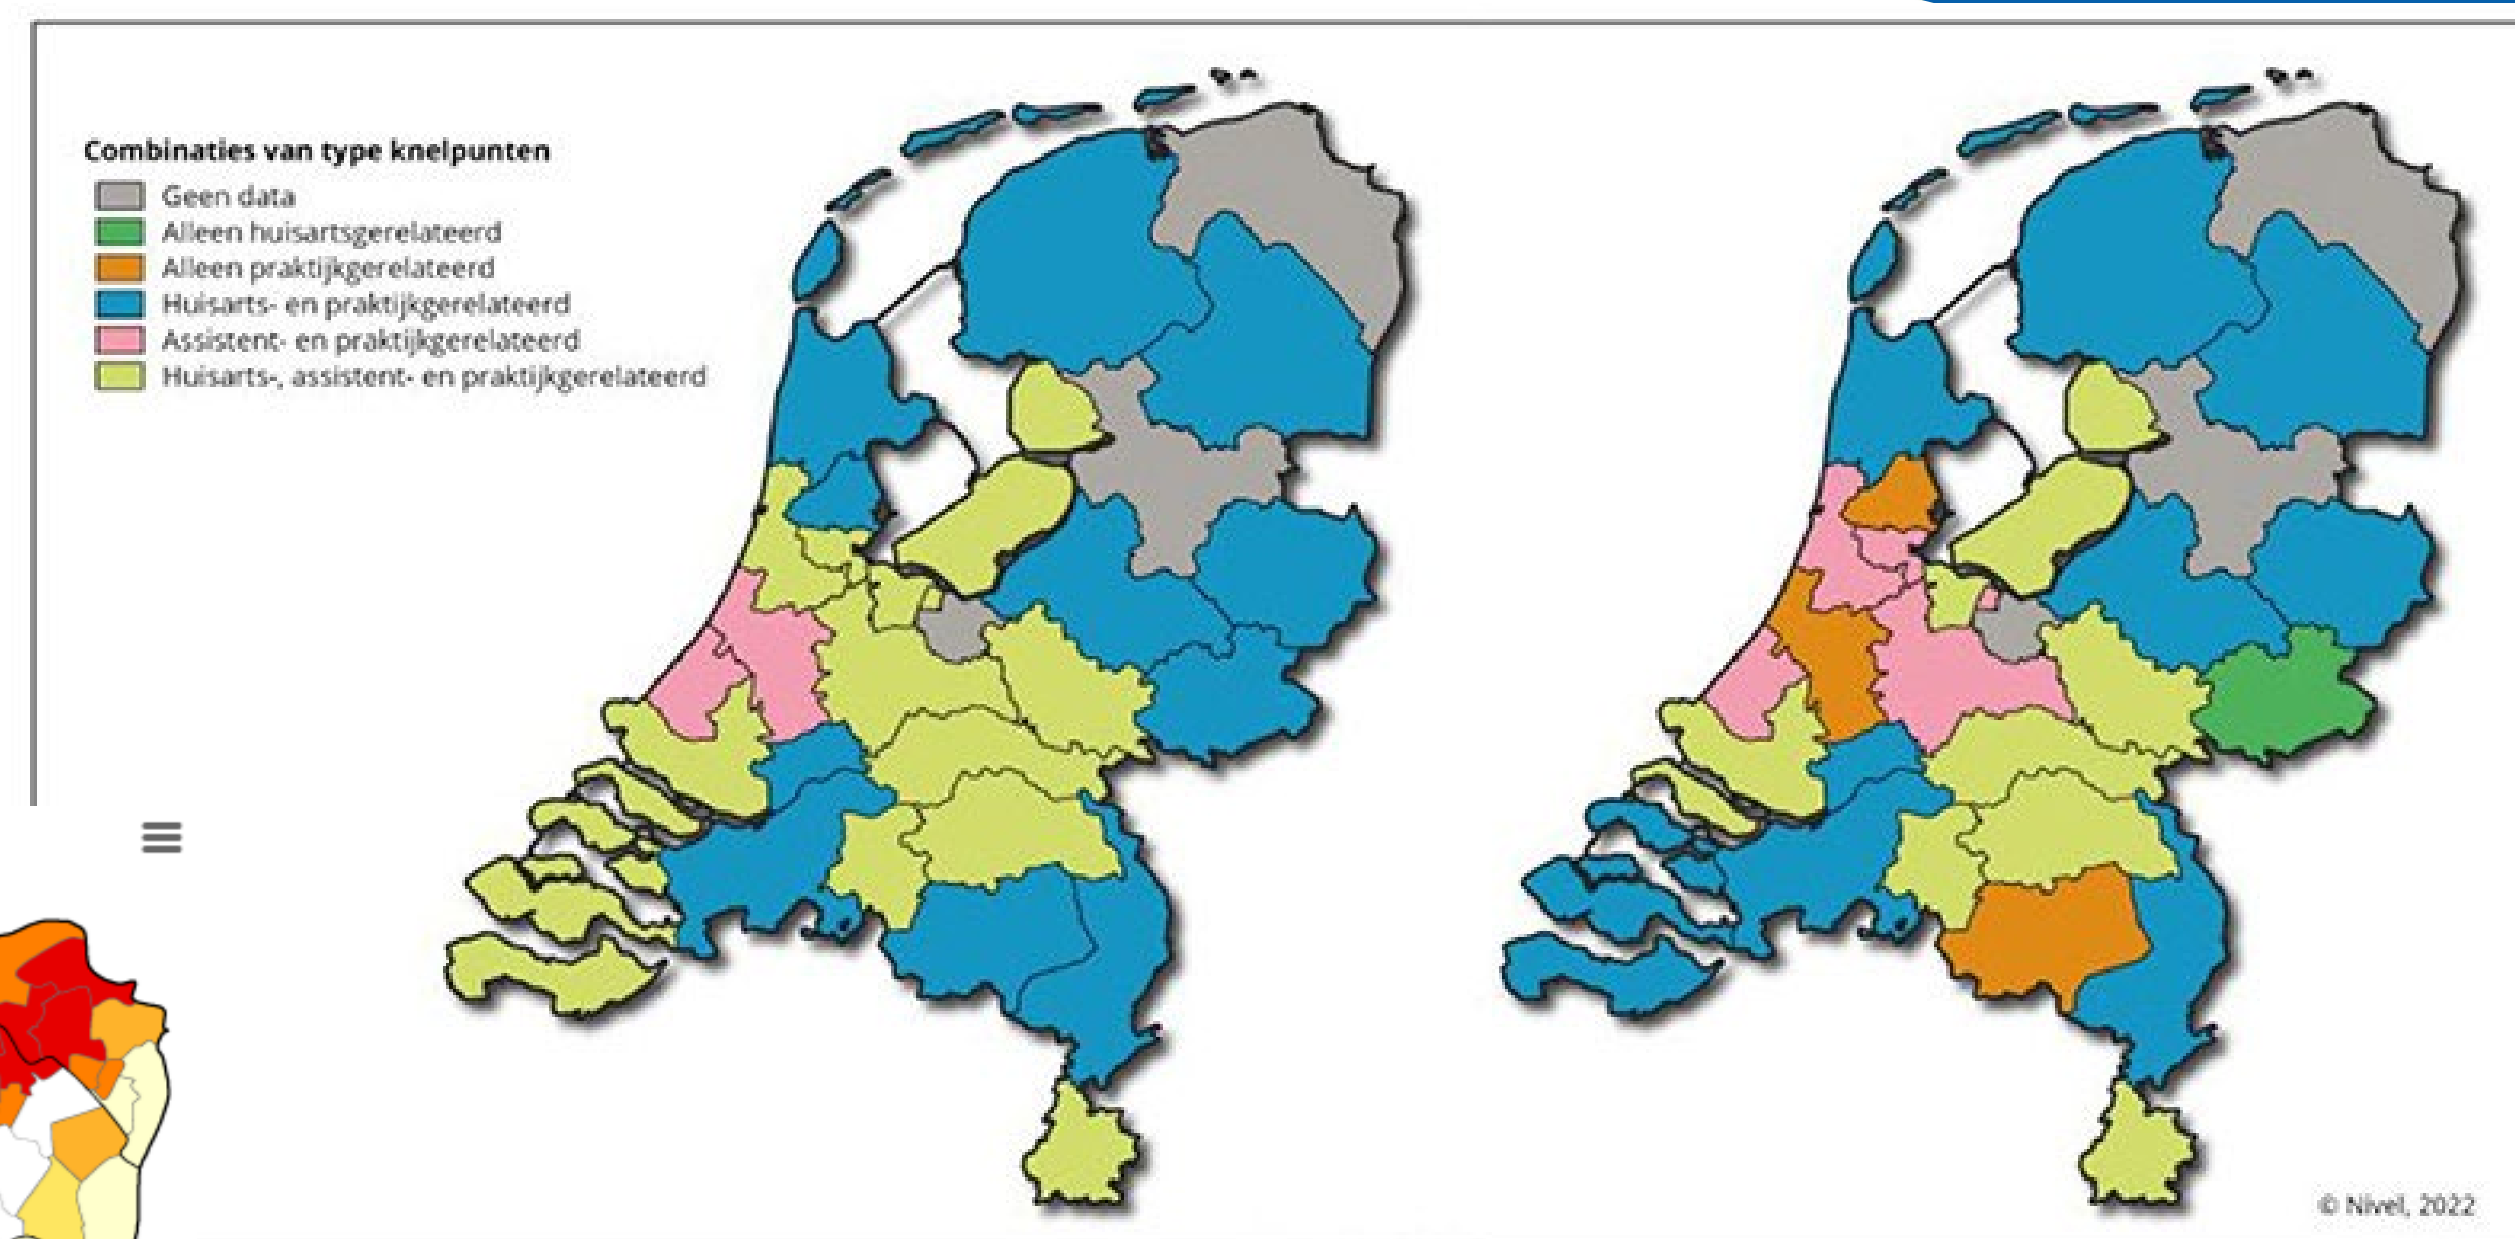 Combinaties van type knelpunten
Geen data
Alleen huisartsgerelateerd
Alleen praktijkgerelateerd
Huisarts- en praktijkgerelateerd
Assistent- en praktijkgerelateerd
Huisarts-, assistent- en praktijkgerelateerd
© Nivel, 2022